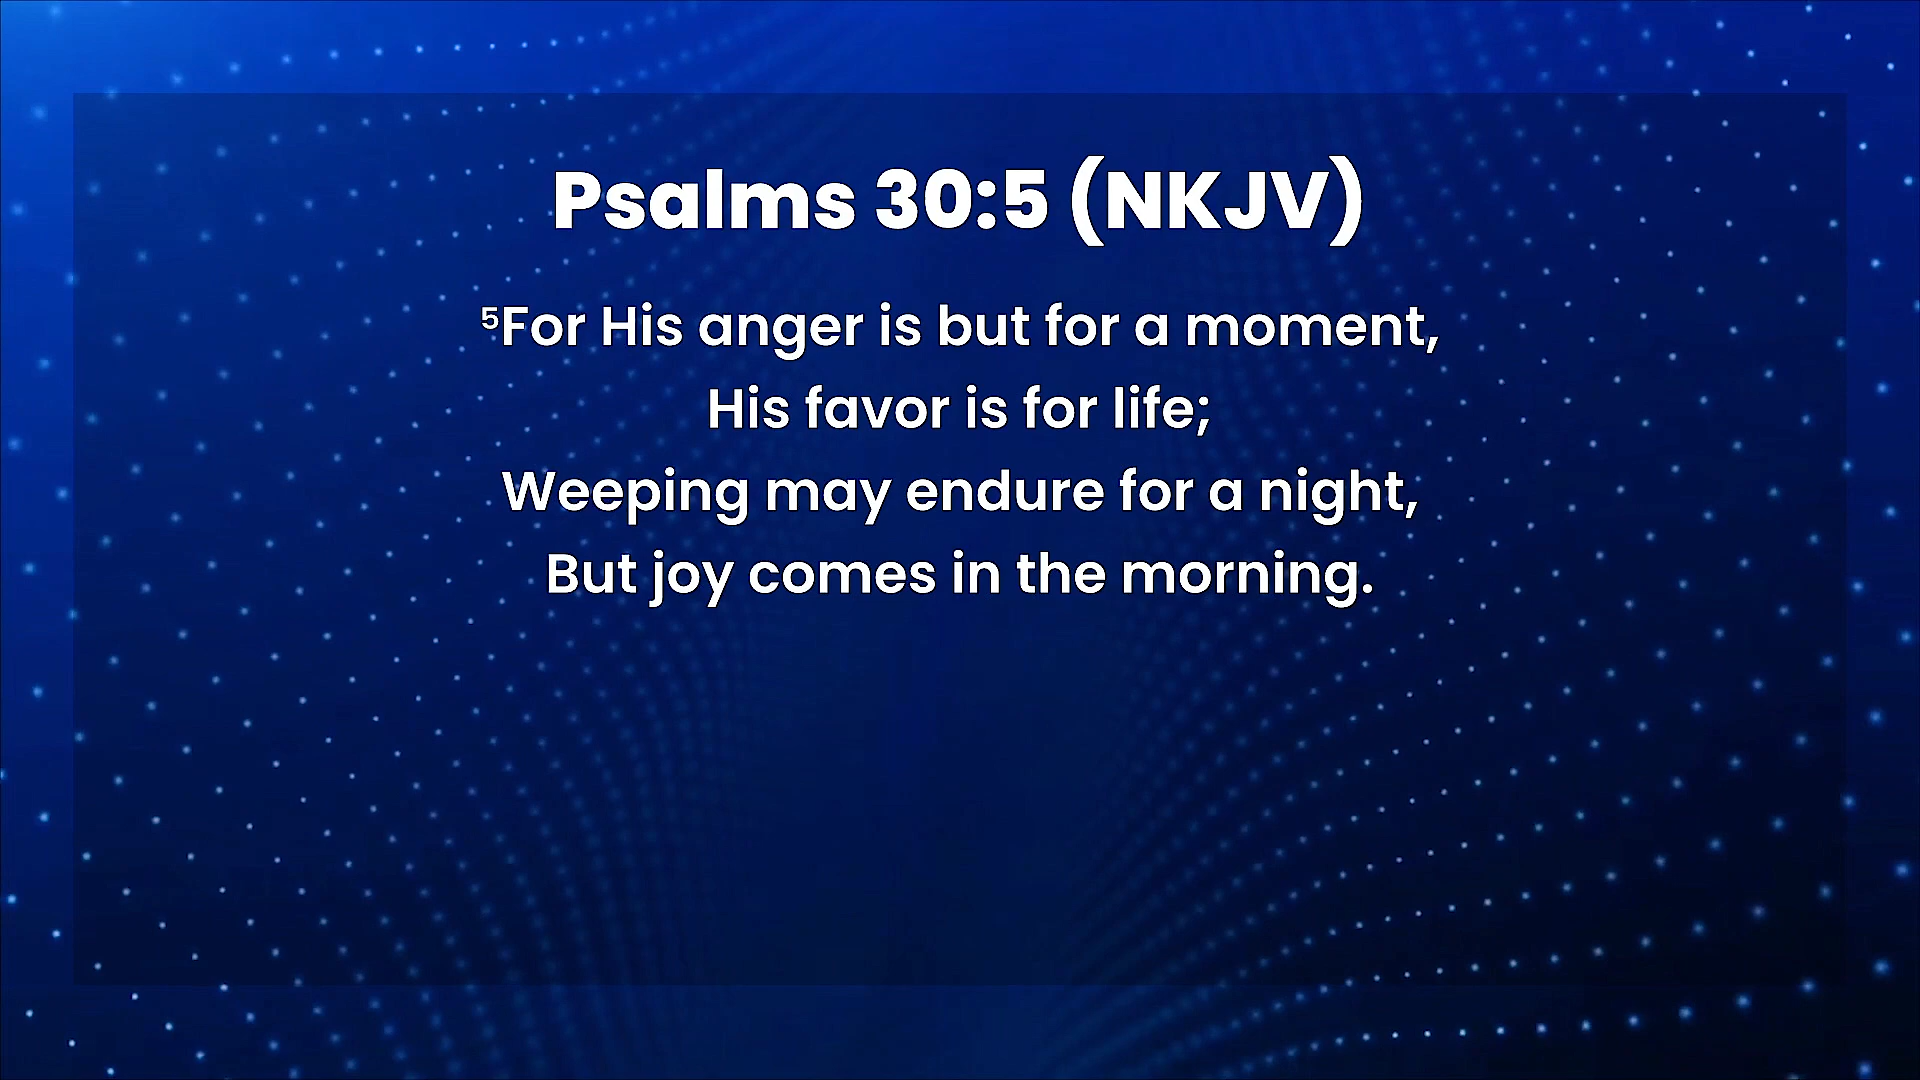 Psalms 30:5 (NKJV)
⁵For His anger is but for a moment,
His favor is for life;
Weeping may endure for a night,
But joy comes in the morning.